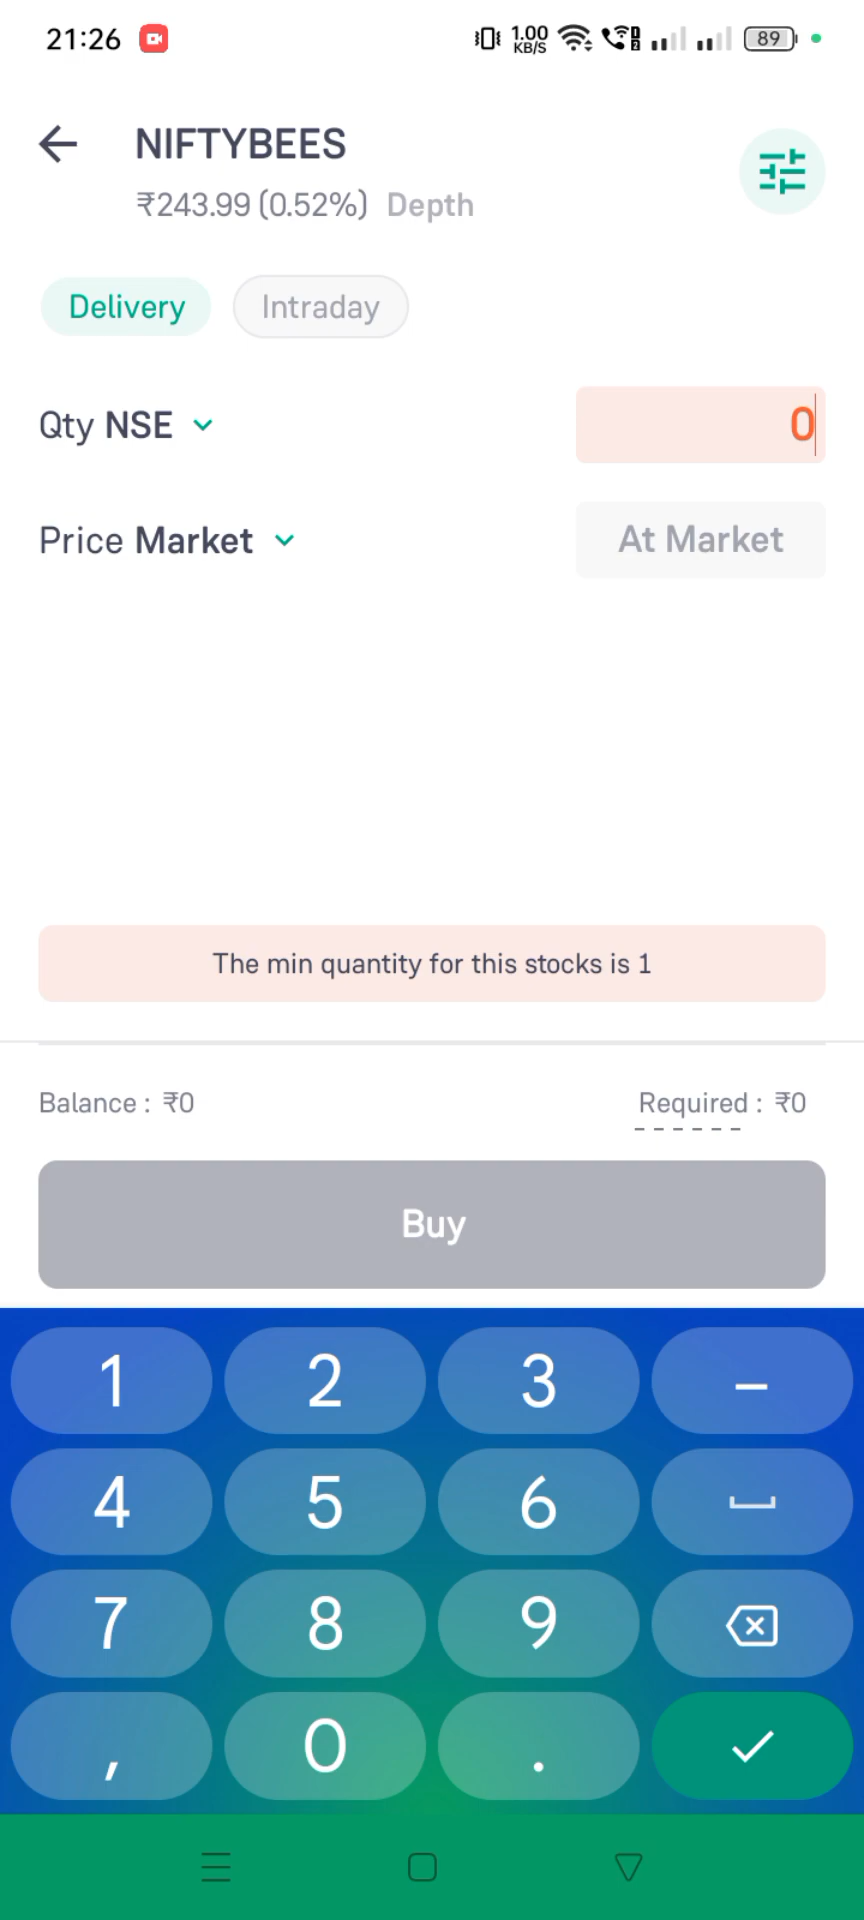 21:26
1.00
KB/S
89
NIFTYBEES
₹243.99 (0.52%) Depth
Delivery
Intraday
Qty NSE
0
Price Market
At Market
The min quantity for this stocks is 1
Balance : ₹0
Required : ₹0
Buy
1 2 3 –
4 5 6
7 8 9
, 0 .